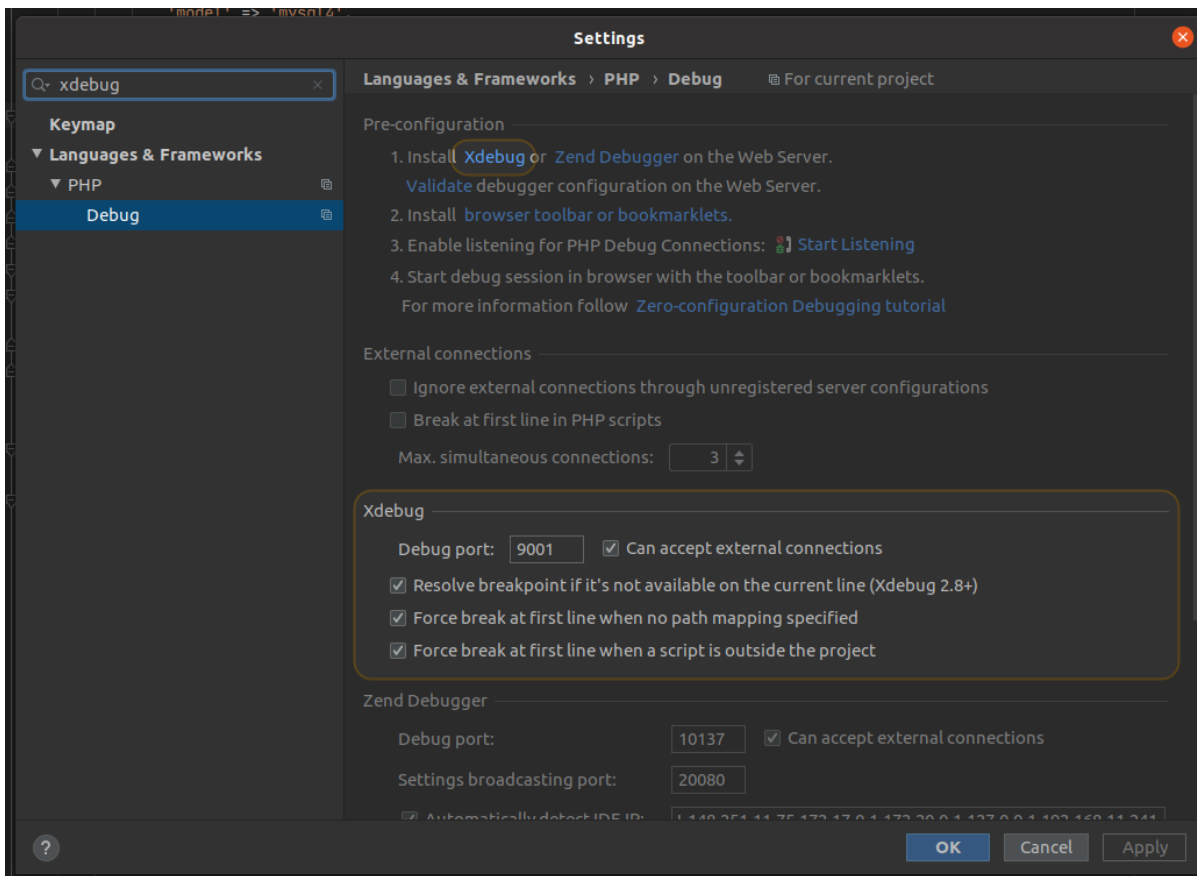 'model' => 'mysql4'.
Settings
xdebug
Keymap
Languages & Frameworks
PHP
Debug
Languages & Frameworks › PHP › Debug
For current project
Pre-configuration
1. Install Xdebug or Zend Debugger on the Web Server.
Validate debugger configuration on the Web Server.
2. Install browser toolbar or bookmarklets.
3. Enable listening for PHP Debug Connections: Start Listening
4. Start debug session in browser with the toolbar or bookmarklets.
For more information follow Zero-configuration Debugging tutorial
External connections
Ignore external connections through unregistered server configurations
Break at first line in PHP scripts
Max. simultaneous connections: 3
Xdebug
Debug port: 9001 Can accept external connections
Resolve breakpoint if it's not available on the current line (Xdebug 2.8+)
Force break at first line when no path mapping specified
Force break at first line when a script is outside the project
Zend Debugger
Debug port: 10137 Can accept external connections
Settings broadcasting port: 20080
Automatically detect IDE IP:
?
OK Cancel Apply